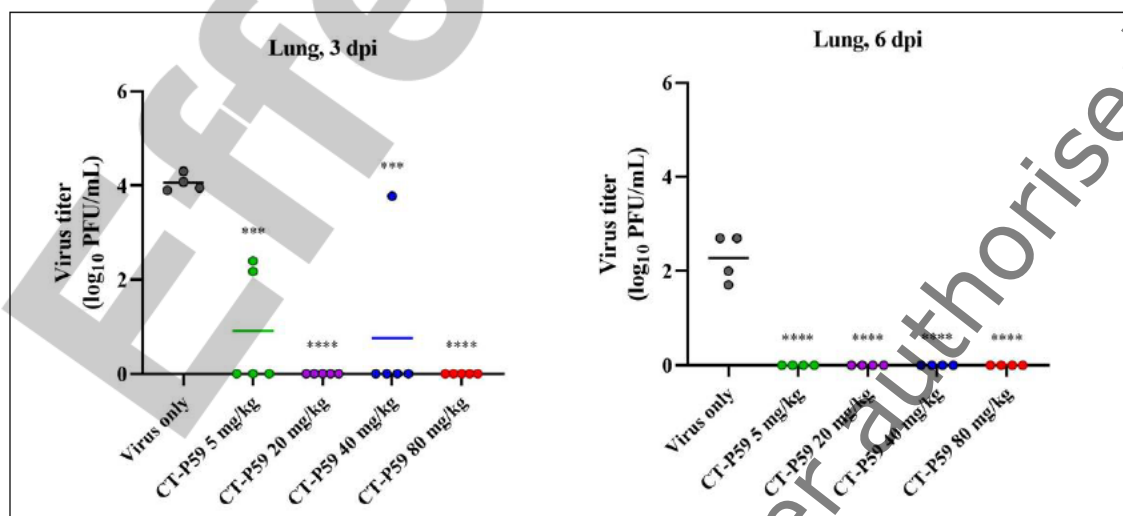 Lung, 3 dpi
Virus titer
(log10 PFU/mL)
6
4
2
0
***
****
***
****
Virus only
CT-P59 5 mg/kg
CT-P59 20 mg/kg
CT-P59 40 mg/kg
CT-P59 80 mg/kg
Lung, 6 dpi
Virus titer
(log10 PFU/mL)
6
4
2
0
****
****
****
****
Virus only
CT-P59 5 mg/kg
CT-P59 20 mg/kg
CT-P59 40 mg/kg
CT-P59 80 mg/kg
Effe
er authorise